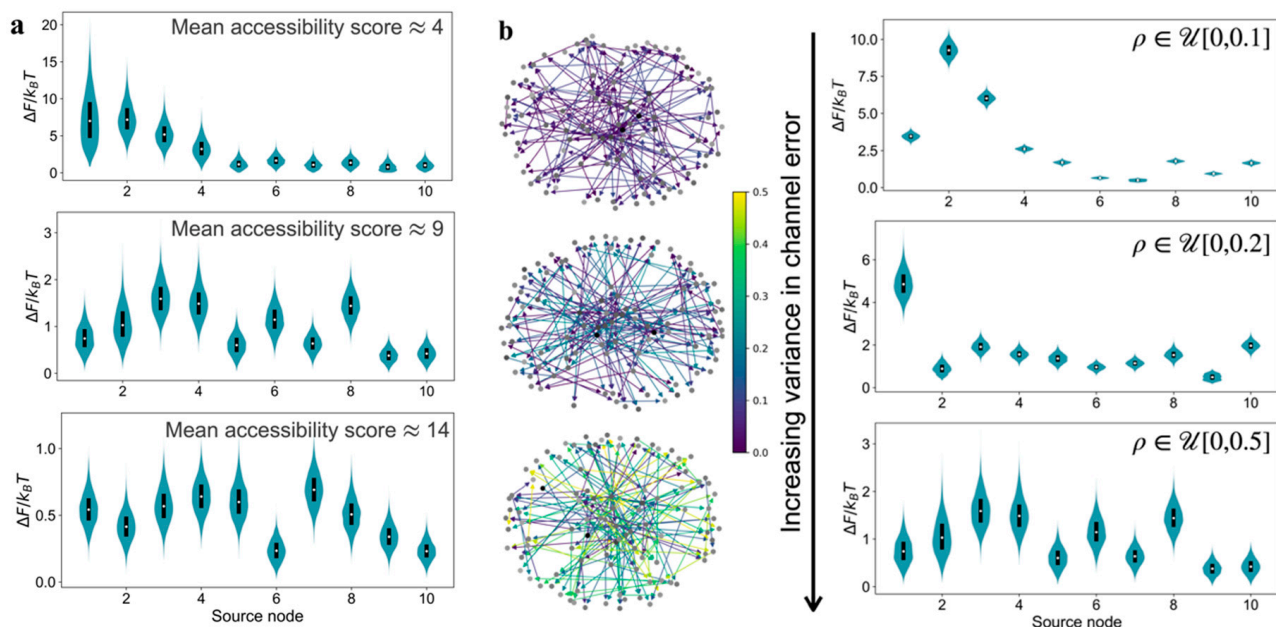 a
Mean accessibility score ≈ 4
20
15
10
5
0
ΔF/k_BT
2 4 6 8 10
Mean accessibility score ≈ 9
3
2
1
0
ΔF/k_BT
2 4 6 8 10
Mean accessibility score ≈ 14
1.0
0.5
0.0
ΔF/k_BT
2 4 6 8 10
Source node
b
0.5
0.4
0.3
0.2
0.1
0.0
Increasing variance in channel error
ρ ∈ 𝒰[0,0.1]
10.0
7.5
5.0
2.5
0.0
ΔF/k_BT
2 4 6 8 10
ρ ∈ 𝒰[0,0.2]
6
4
2
0
ΔF/k_BT
2 4 6 8 10
ρ ∈ 𝒰[0,0.5]
3
2
1
0
ΔF/k_BT
2 4 6 8 10
Source node